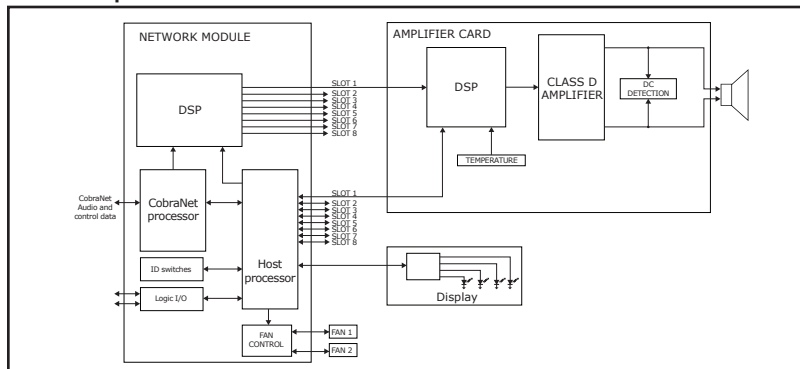 NETWORK MODULE
AMPLIFIER CARD
DSP
SLOT 1
SLOT 2
SLOT 3
SLOT 4
SLOT 5
SLOT 6
SLOT 7
SLOT 8
DSP
CLASS D
AMPLIFIER
DC
DETECTION
TEMPERATURE
CobraNet
Audio and
control data
CobraNet
processor
SLOT 1
SLOT 2
SLOT 3
SLOT 4
SLOT 5
SLOT 6
SLOT 7
SLOT 8
ID switches
Host
processor
Logic I/O
Display
FAN
CONTROL
FAN 1
FAN 2